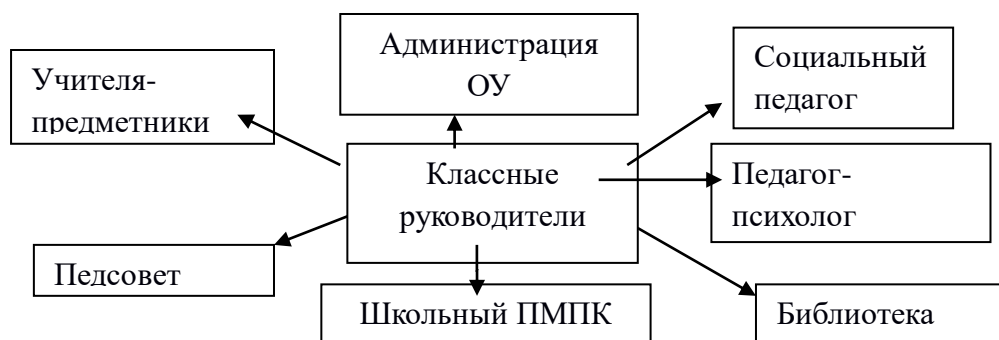 Администрация
ОУ
Учителя-
предметники
Социальный
педагог
Классные
руководители
Педагог-
психолог
Педсовет
Школьный ПМПК
Библиотека